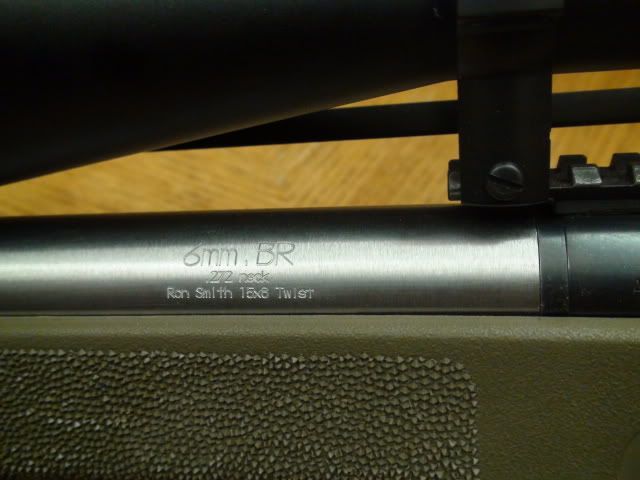 6mm. BR
.272 neck
Ron Smith 15x8 Twist